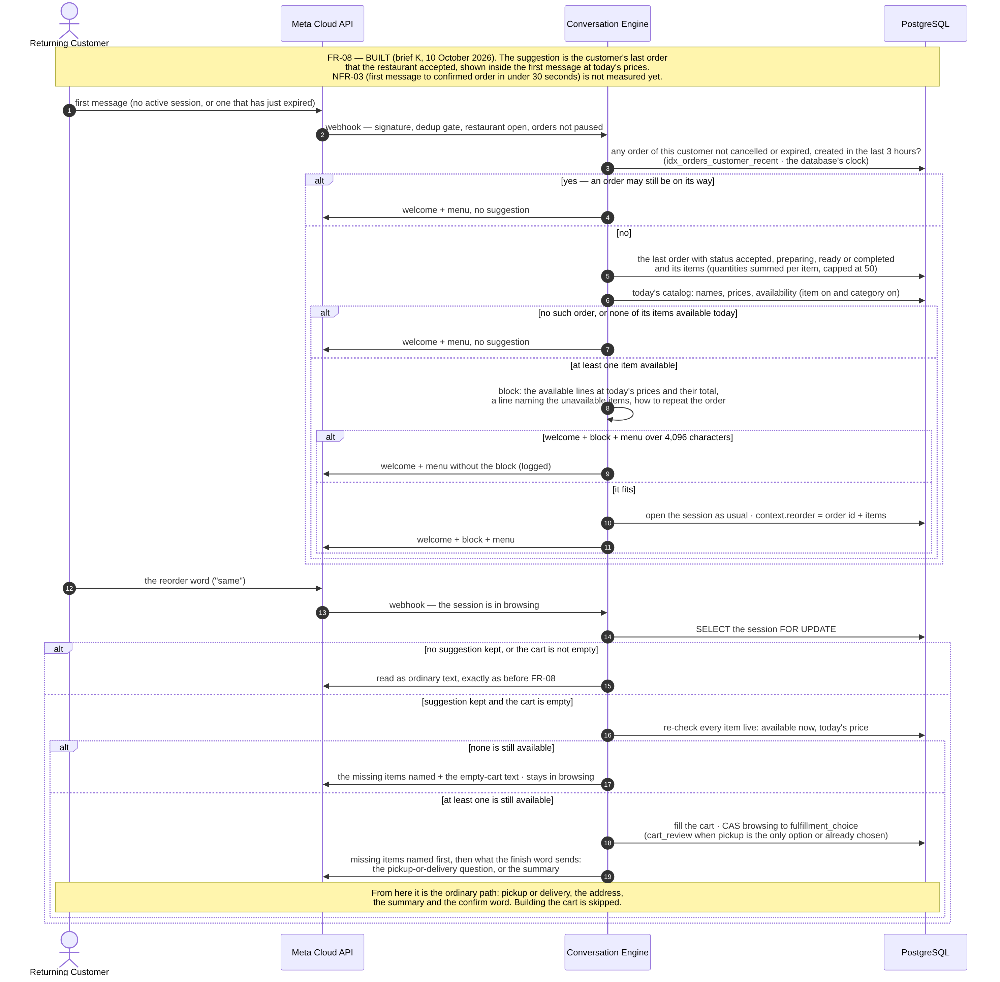 Returning Customer
Meta Cloud API
Conversation Engine
PostgreSQL
FR-08 — BUILT (brief K, 10 October 2026). The suggestion is the customer's last order
that the restaurant accepted, shown inside the first message at today's prices.
NFR-03 (first message to confirmed order in under 30 seconds) is not measured yet.
first message (no active session, or one that has just expired)
1
webhook — signature, dedup gate, restaurant open, orders not paused
2
any order of this customer not cancelled or expired, created in the last 3 hours?
(idx_orders_customer_recent · the database's clock)
3
alt
[yes — an order may still be on its way]
welcome + menu, no suggestion
4
[no]
the last order with status accepted, preparing, ready or completed
and its items (quantities summed per item, capped at 50)
5
today's catalog: names, prices, availability (item on and category on)
6
alt
[no such order, or none of its items available today]
welcome + menu, no suggestion
7
[at least one item available]
block: the available lines at today's prices and their total,
a line naming the unavailable items, how to repeat the order
8
alt
[welcome + block + menu over 4,096 characters]
welcome + menu without the block (logged)
9
[it fits]
open the session as usual · context.reorder = order id + items
10
welcome + block + menu
11
the reorder word ("same")
12
webhook — the session is in browsing
13
SELECT the session FOR UPDATE
14
alt
[no suggestion kept, or the cart is not empty]
read as ordinary text, exactly as before FR-08
15
[suggestion kept and the cart is empty]
re-check every item live: available now, today's price
16
alt
[none is still available]
the missing items named + the empty-cart text · stays in browsing
17
[at least one is still available]
fill the cart · CAS browsing to fulfillment_choice
(cart_review when pickup is the only option or already chosen)
18
missing items named first, then what the finish word sends:
the pickup-or-delivery question, or the summary
19
From here it is the ordinary path: pickup or delivery, the address,
the summary and the confirm word. Building the cart is skipped.
Returning Customer
Meta Cloud API
Conversation Engine
PostgreSQL